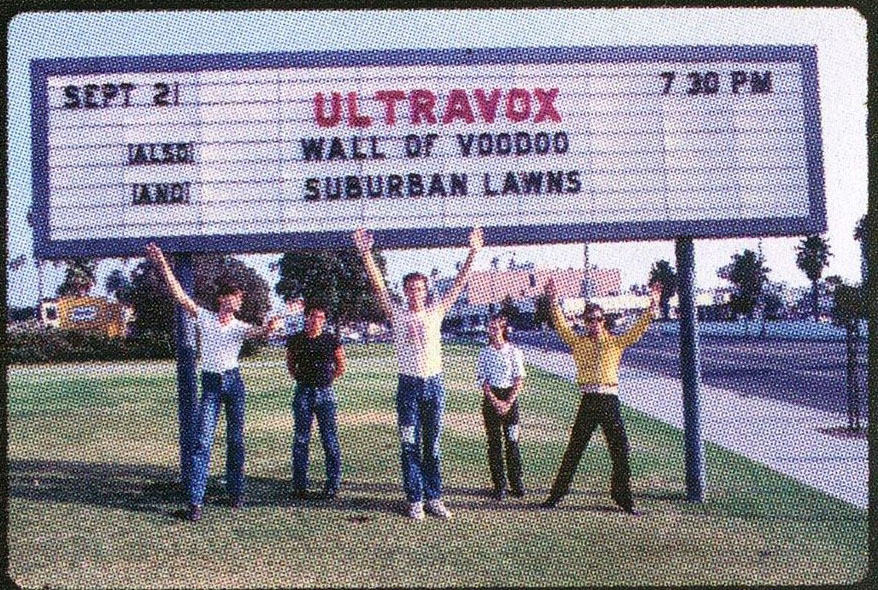 SEPT 21
7 30 PM
ULTRAVOX
(ALSO) WALL OF VOODOO
(AND) SUBURBAN LAWNS